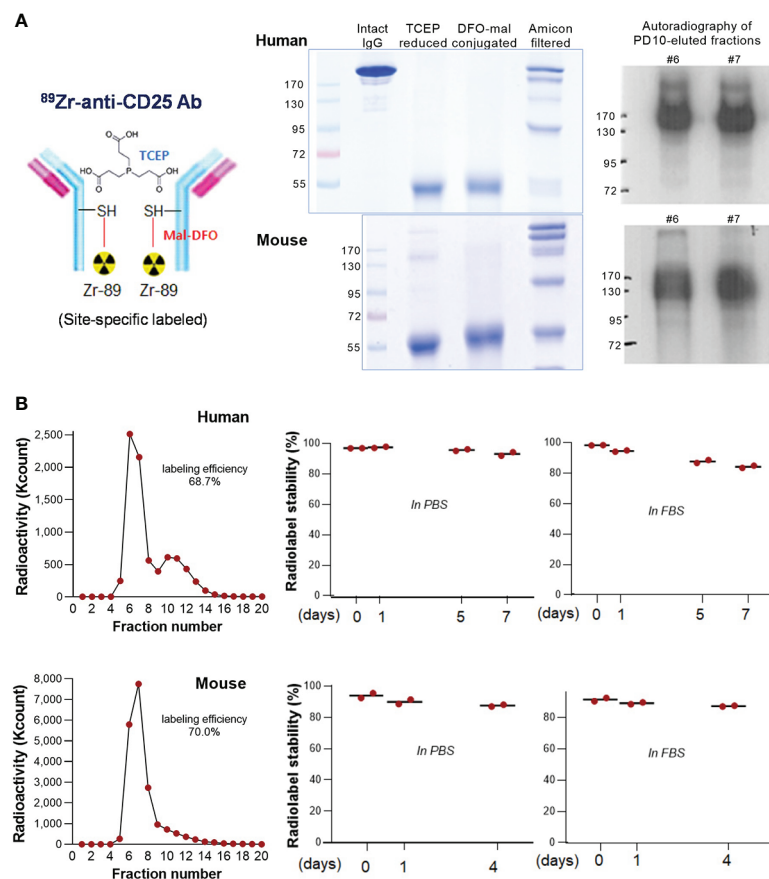 A
⁸⁹Zr-anti-CD25 Ab
OH
HO
OH
O
O
O
P
TCEP
SH
SH
Mal-DFO
Zr-89
Zr-89
(Site-specific labeled)
Human
Intact IgG
TCEP reduced
DFO-mal conjugated
Amicon filtered
170
130
95
72
55
Mouse
170
130
95
72
55
Autoradiography of
PD10-eluted fractions
#6
#7
170
130
95
72
#6
#7
170
130
95
72
B
Human
Radioactivity (Kcount)
2,500
2,000
1,500
1,000
500
0
labeling efficiency
68.7%
0 2 4 6 8 10 12 14 16 18 20
Fraction number
Radiolabel stability (%)
100
80
60
40
20
0
In PBS
(days) 0 1 5 7
100
80
60
40
20
0
In FBS
(days) 0 1 5 7
Mouse
Radioactivity (Kcount)
8,000
7,000
6,000
5,000
4,000
3,000
2,000
1,000
0
labeling efficiency
70.0%
0 2 4 6 8 10 12 14 16 18 20
Fraction number
Radiolabel stability (%)
100
80
60
40
20
0
In PBS
(days) 0 1 4
80
60
40
20
0
In FBS
(days) 0 1 4